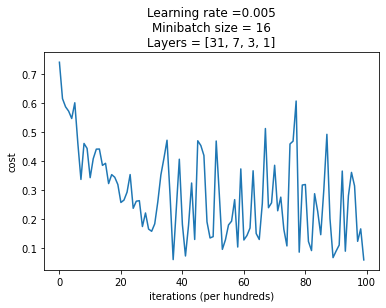 Learning rate =0.005
Minibatch size = 16
Layers = [31, 7, 3, 1]
0.7
0.6
0.5
0.4
0.3
0.2
0.1
cost
0 20 40 60 80 100
iterations (per hundreds)